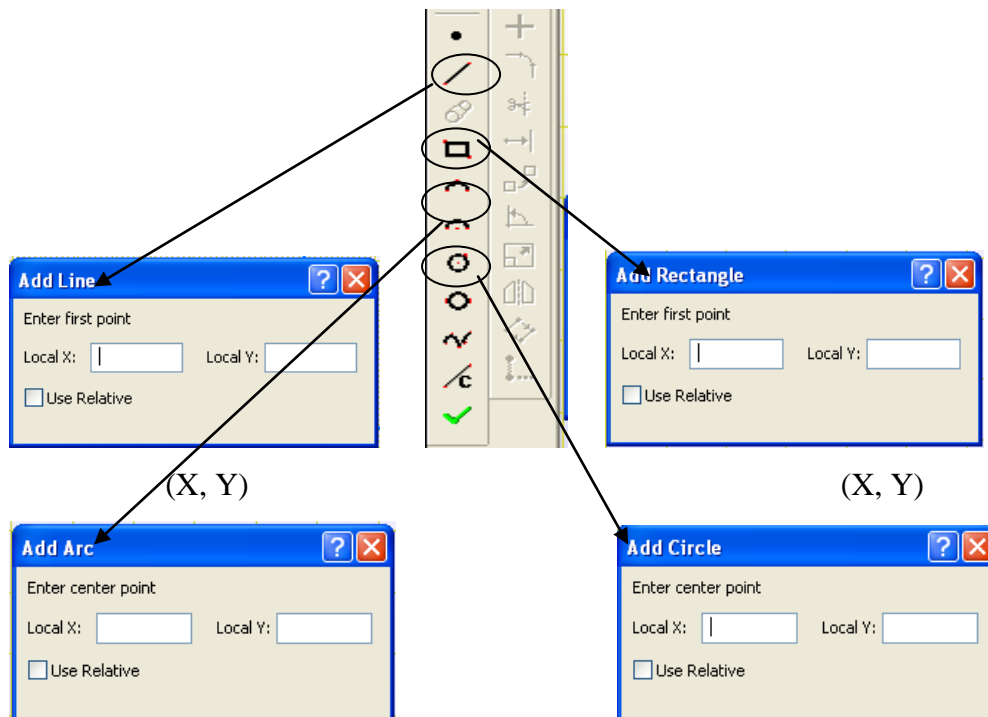 Add Line
Enter first point
Local X: Local Y:
Use Relative
(X, Y)
Add Rectangle
Enter first point
Local X: Local Y:
Use Relative
(X, Y)
Add Arc
Enter center point
Local X: Local Y:
Use Relative
Add Circle
Enter center point
Local X: Local Y:
Use Relative
c